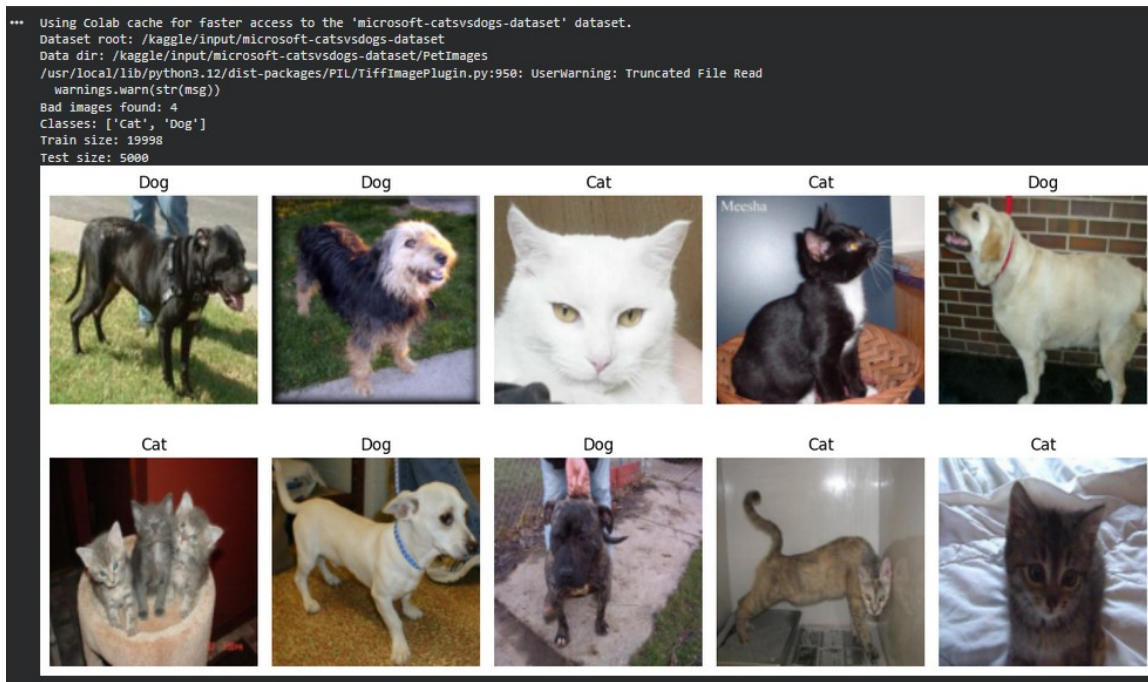 Using Colab cache for faster access to the 'microsoft-catsvsdogs-dataset' dataset.
Dataset root: /kaggle/input/microsoft-catsvsdogs-dataset
Data dir: /kaggle/input/microsoft-catsvsdogs-dataset/PetImages
/usr/local/lib/python3.12/dist-packages/PIL/TiffImagePlugin.py:950: UserWarning: Truncated File Read
  warnings.warn(str(msg))
Bad images found: 4
Classes: ['Cat', 'Dog']
Train size: 19998
Test size: 5000
Dog Dog Cat Cat Dog
Meesha
Cat Dog Dog Cat Cat